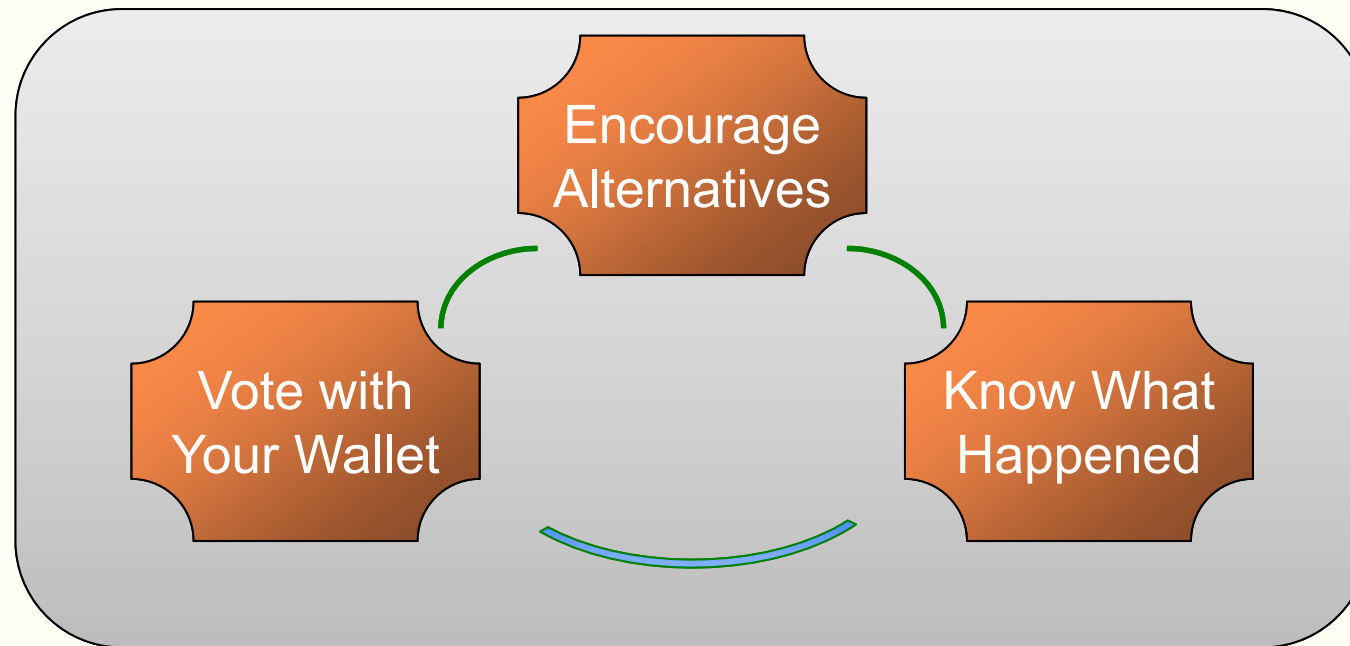 Encourage
Alternatives
Vote with
Your Wallet
Know What
Happened